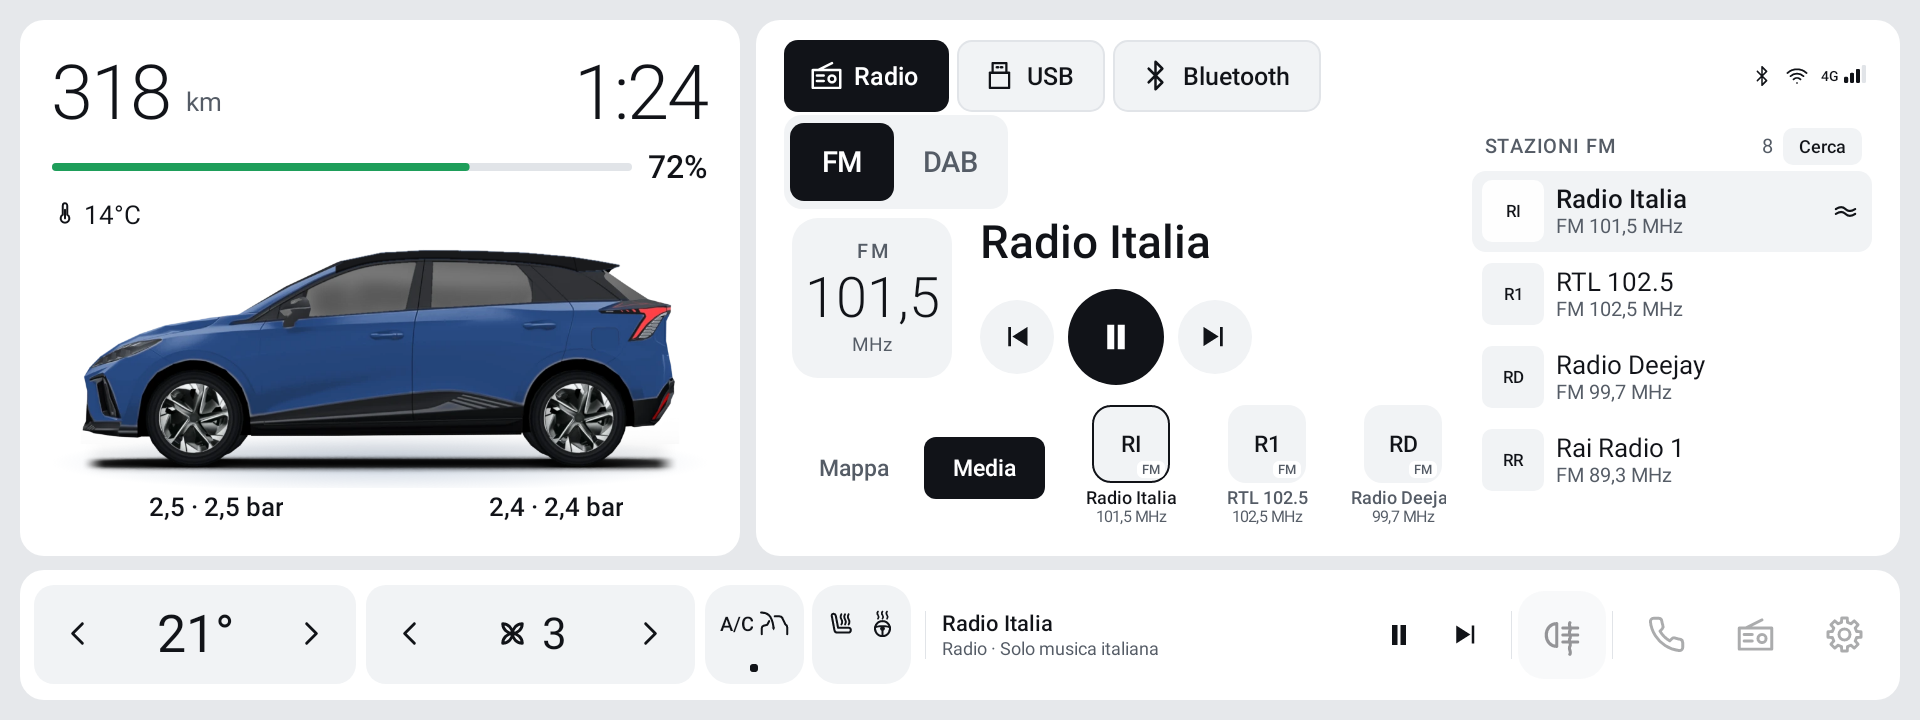 318 km
1:24
72%
14°C
2,5 · 2,5 bar
2,4 · 2,4 bar
Radio
USB
Bluetooth
4G
FM
DAB
FM
101,5
MHz
Radio Italia
Mappa
Media
RI
FM
Radio Italia
101,5 MHz
R1
FM
RTL 102.5
102,5 MHz
RD
FM
Radio Deeja
99,7 MHz
STAZIONI FM
8
Cerca
RI
Radio Italia
FM 101,5 MHz
R1
RTL 102.5
FM 102,5 MHz
RD
Radio Deejay
FM 99,7 MHz
RR
Rai Radio 1
FM 89,3 MHz
21°
3
A/C
Radio Italia
Radio · Solo musica italiana